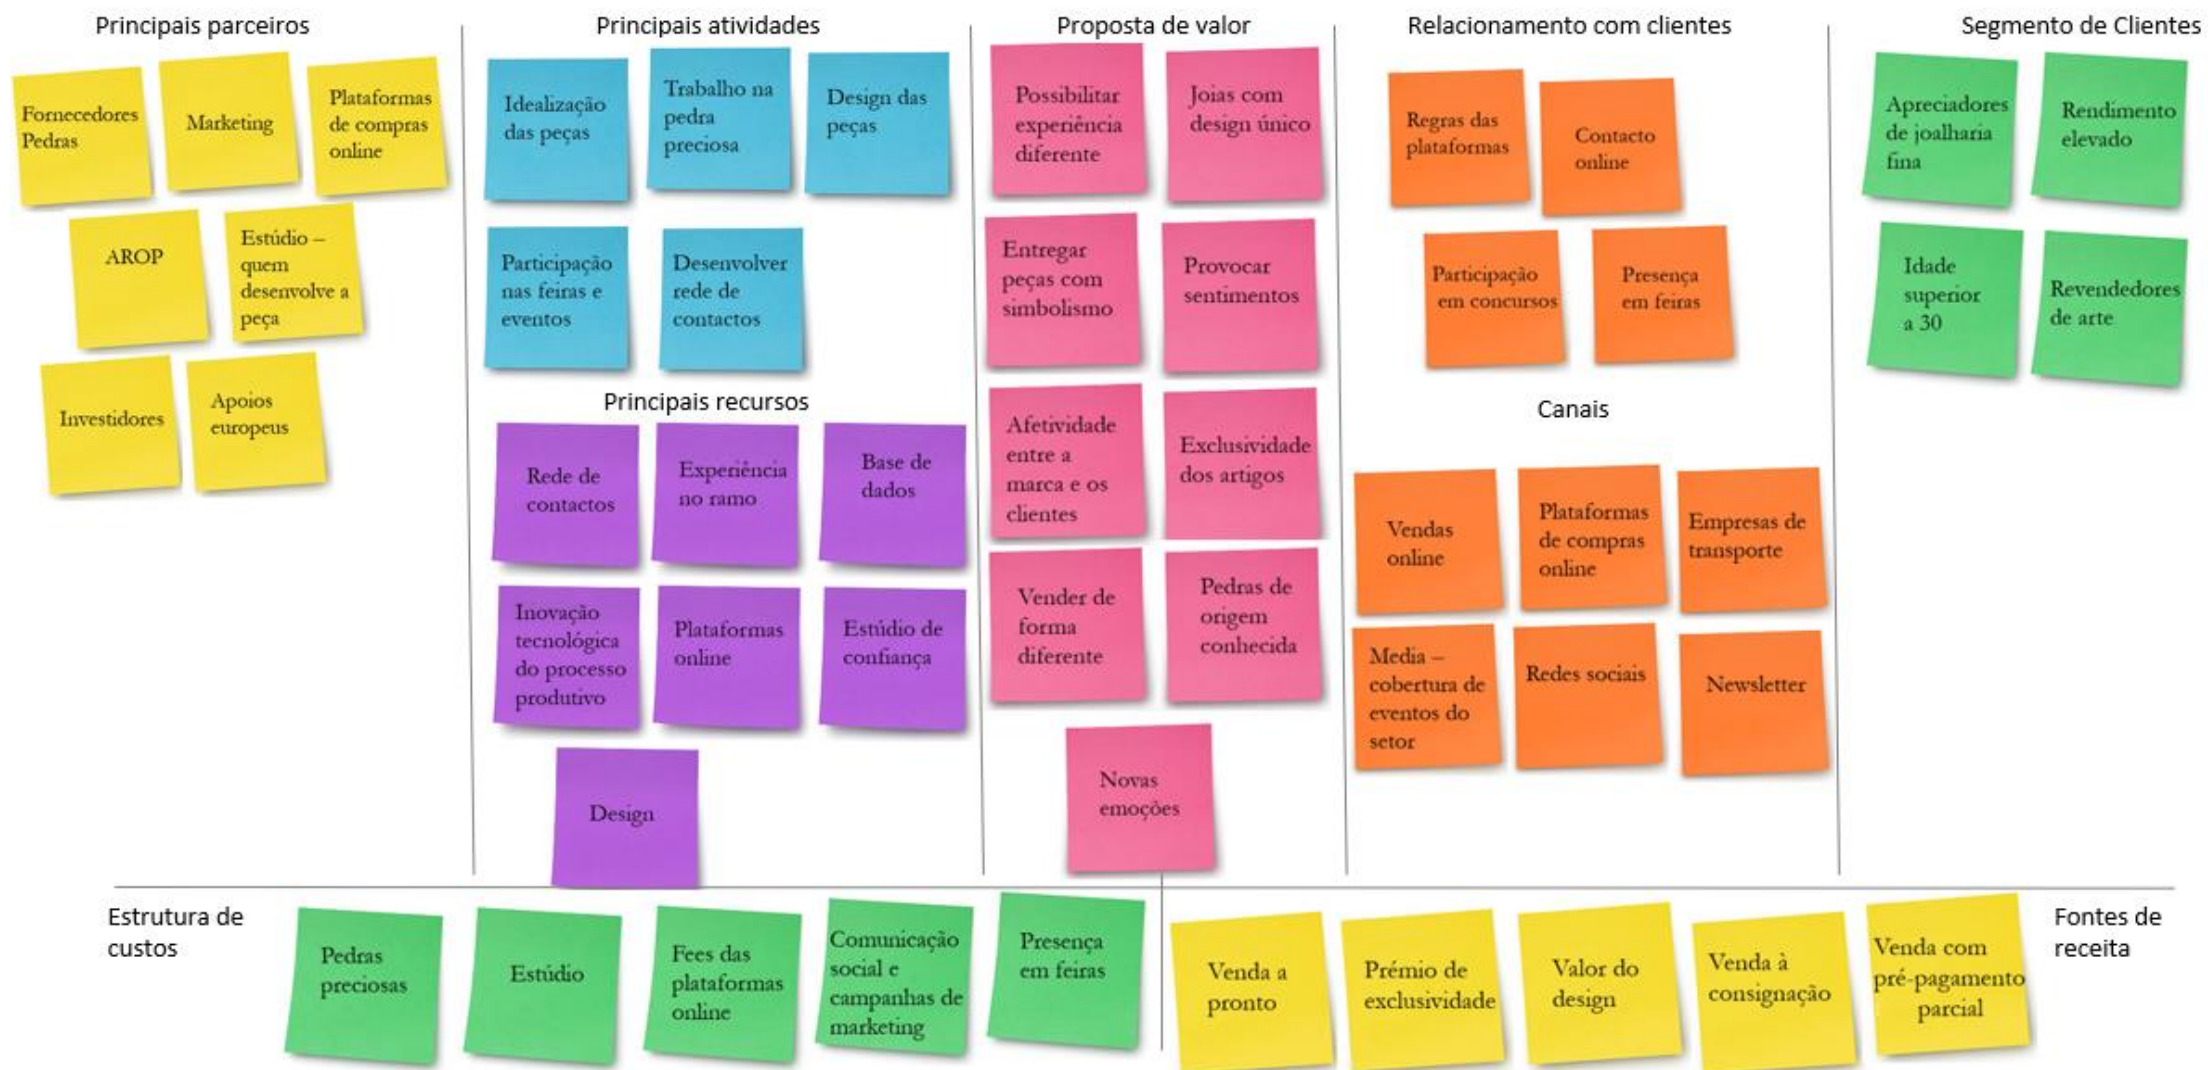 Principais parceiros
Fornecedores
Pedras
Marketing
Plataformas
de compras
online
AROP
Estúdio –
quem
desenvolve a
peça
Investidores
Apoios
europeus
Principais atividades
Idealização
das peças
Trabalho na
pedra
preciosa
Design das
peças
Participação
nas feiras e
eventos
Desenvolver
rede de
contactos
Principais recursos
Rede de
contactos
Experiência
no ramo
Base de
dados
Inovação
tecnológica
do processo
produtivo
Plataformas
online
Estúdio de
confiança
Design
Proposta de valor
Possibilitar
experiência
diferente
Joias com
design único
Entregar
peças com
simbolismo
Provocar
sentimentos
Afetividade
entre a
marca e os
clientes
Exclusividade
dos artigos
Vender de
forma
diferente
Pedras de
origem
conhecida
Novas
emoções
Relacionamento com clientes
Regras das
plataformas
Contacto
online
Participação
em concursos
Presença
em feiras
Canais
Vendas
online
Plataformas
de compras
online
Empresas de
transporte
Media –
cobertura de
eventos do
setor
Redes sociais
Newsletter
Segmento de Clientes
Apreciadores
de joalharia
fina
Rendimento
elevado
Idade
superior
a 30
Revendedores
de arte
Estrutura de
custos
Pedras
preciosas
Estúdio
Fees das
plataformas
online
Comunicação
social e
campanhas de
marketing
Presença
em feiras
Venda a
pronto
Prémio de
exclusividade
Valor do
design
Venda à
consignação
Venda com
pré-pagamento
parcial
Fontes de
receita